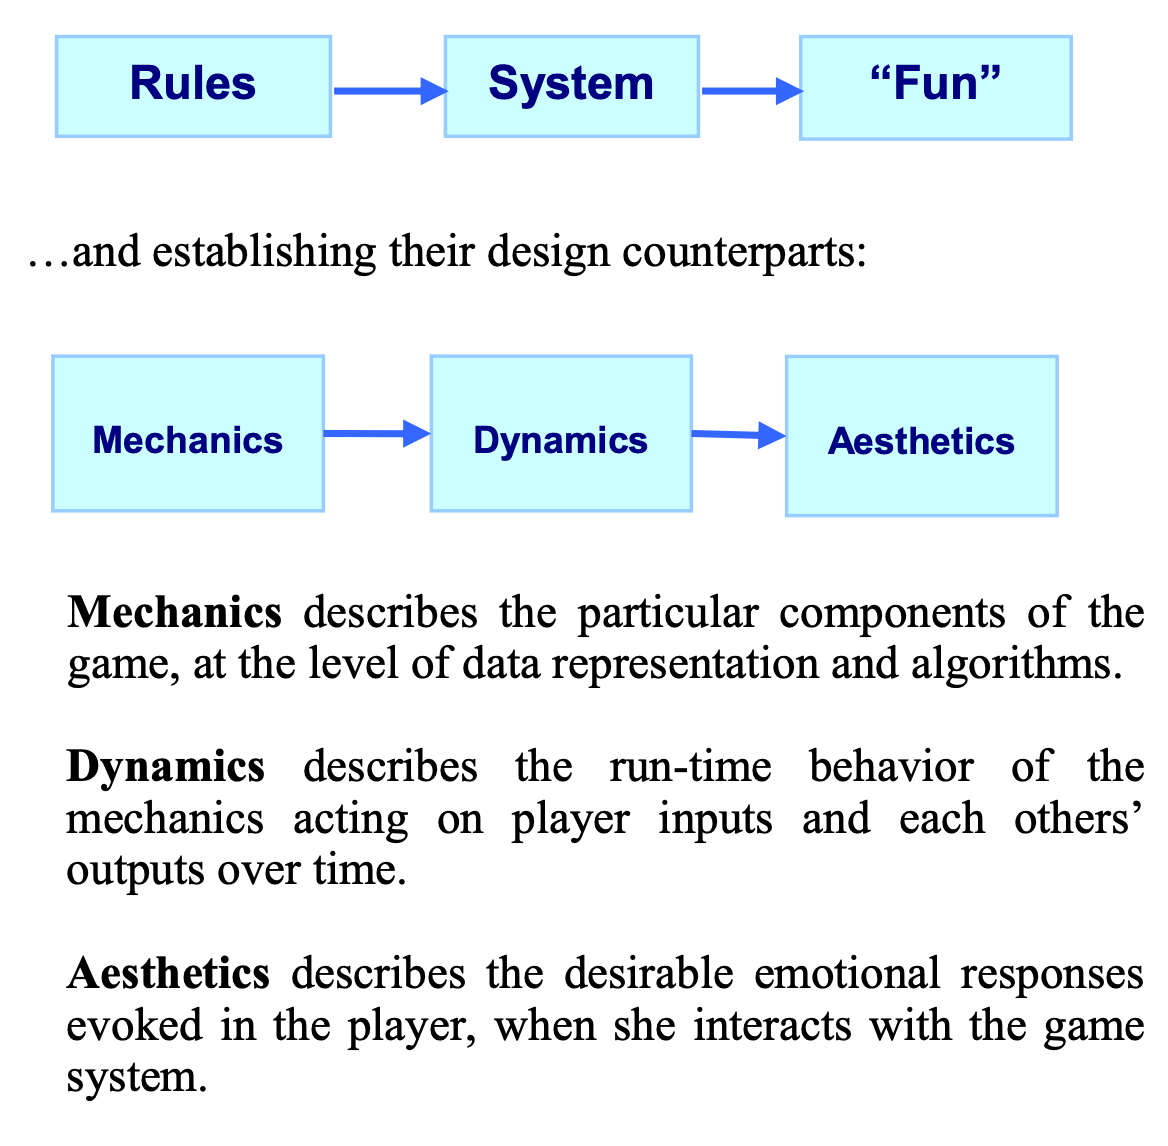 Rules System “Fun”
…and establishing their design counterparts:
Mechanics Dynamics Aesthetics
Mechanics describes the particular components of the
game, at the level of data representation and algorithms.
Dynamics describes the run-time behavior of the
mechanics acting on player inputs and each others’
outputs over time.
Aesthetics describes the desirable emotional responses
evoked in the player, when she interacts with the game
system.